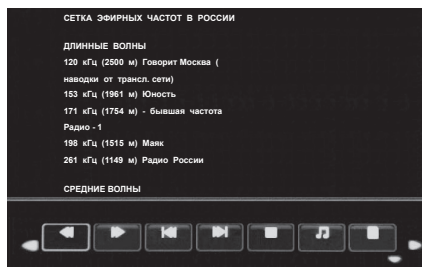 СЕТКА ЭФИРНЫХ ЧАСТОТ В РОССИИ
ДЛИННЫЕ ВОЛНЫ
120 кГц (2500 м) Говорит Москва (
наводки от трансл. сети)
153 кГц (1961 м) Юность
171 кГц (1754 м) - бывшая частота
Радио - 1
198 кГц (1515 м) Маяк
261 кГц (1149 м) Радио России
СРЕДНИЕ ВОЛНЫ